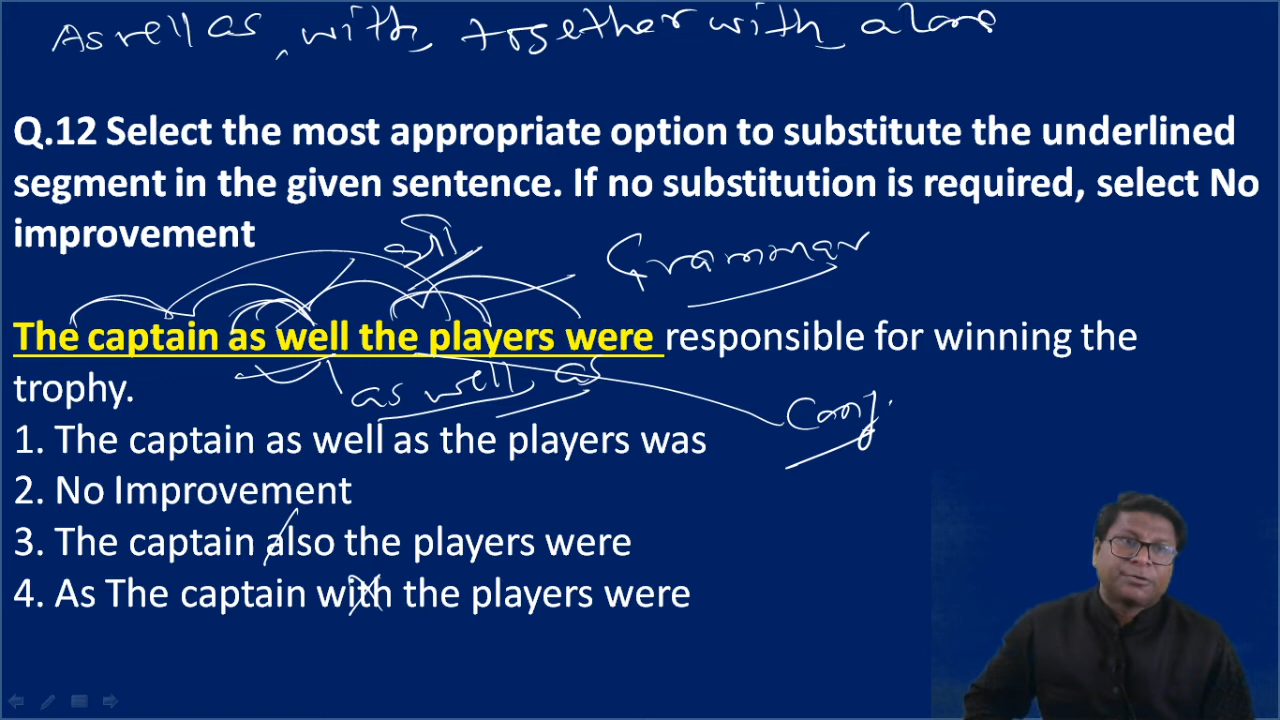 As well as, with, together with, alone
Q.12 Select the most appropriate option to substitute the underlined
segment in the given sentence. If no substitution is required, select No
improvement
Grammar
The captain as well the players were responsible for winning the
trophy.
as well as
Conj.
1. The captain as well as the players was
2. No Improvement
3. The captain also the players were
4. As The captain with the players were